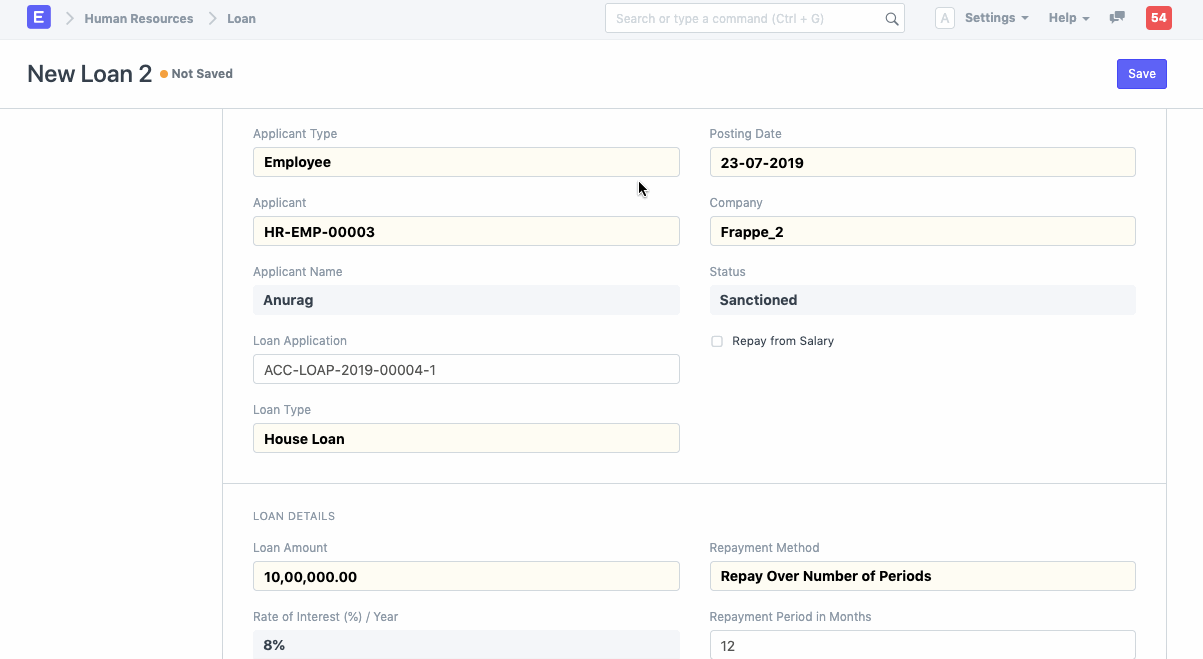 E Human Resources Loan Search or type a command (Ctrl + G) A Settings Help 54
New Loan 2 Not Saved Save
Applicant Type Posting Date
Employee 23-07-2019
Applicant Company
HR-EMP-00003 Frappe_2
Applicant Name Status
Anurag Sanctioned
Loan Application Repay from Salary
ACC-LOAP-2019-00004-1
Loan Type
House Loan
LOAN DETAILS
Loan Amount Repayment Method
10,00,000.00 Repay Over Number of Periods
Rate of Interest (%) / Year Repayment Period in Months
8% 12